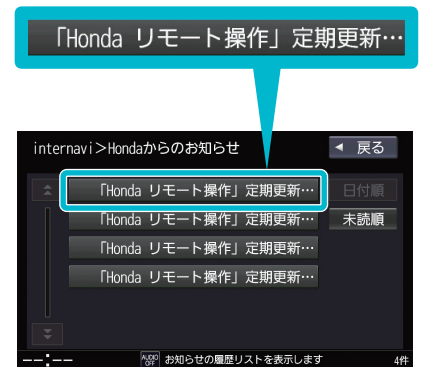 「Honda リモート操作」定期更新…
internavi＞Hondaからのお知らせ
◀ 戻る
「Honda リモート操作」定期更新…
日付順
「Honda リモート操作」定期更新…
未読順
「Honda リモート操作」定期更新…
「Honda リモート操作」定期更新…
--:--
AUDIO OFF
お知らせの履歴リストを表示します
4件